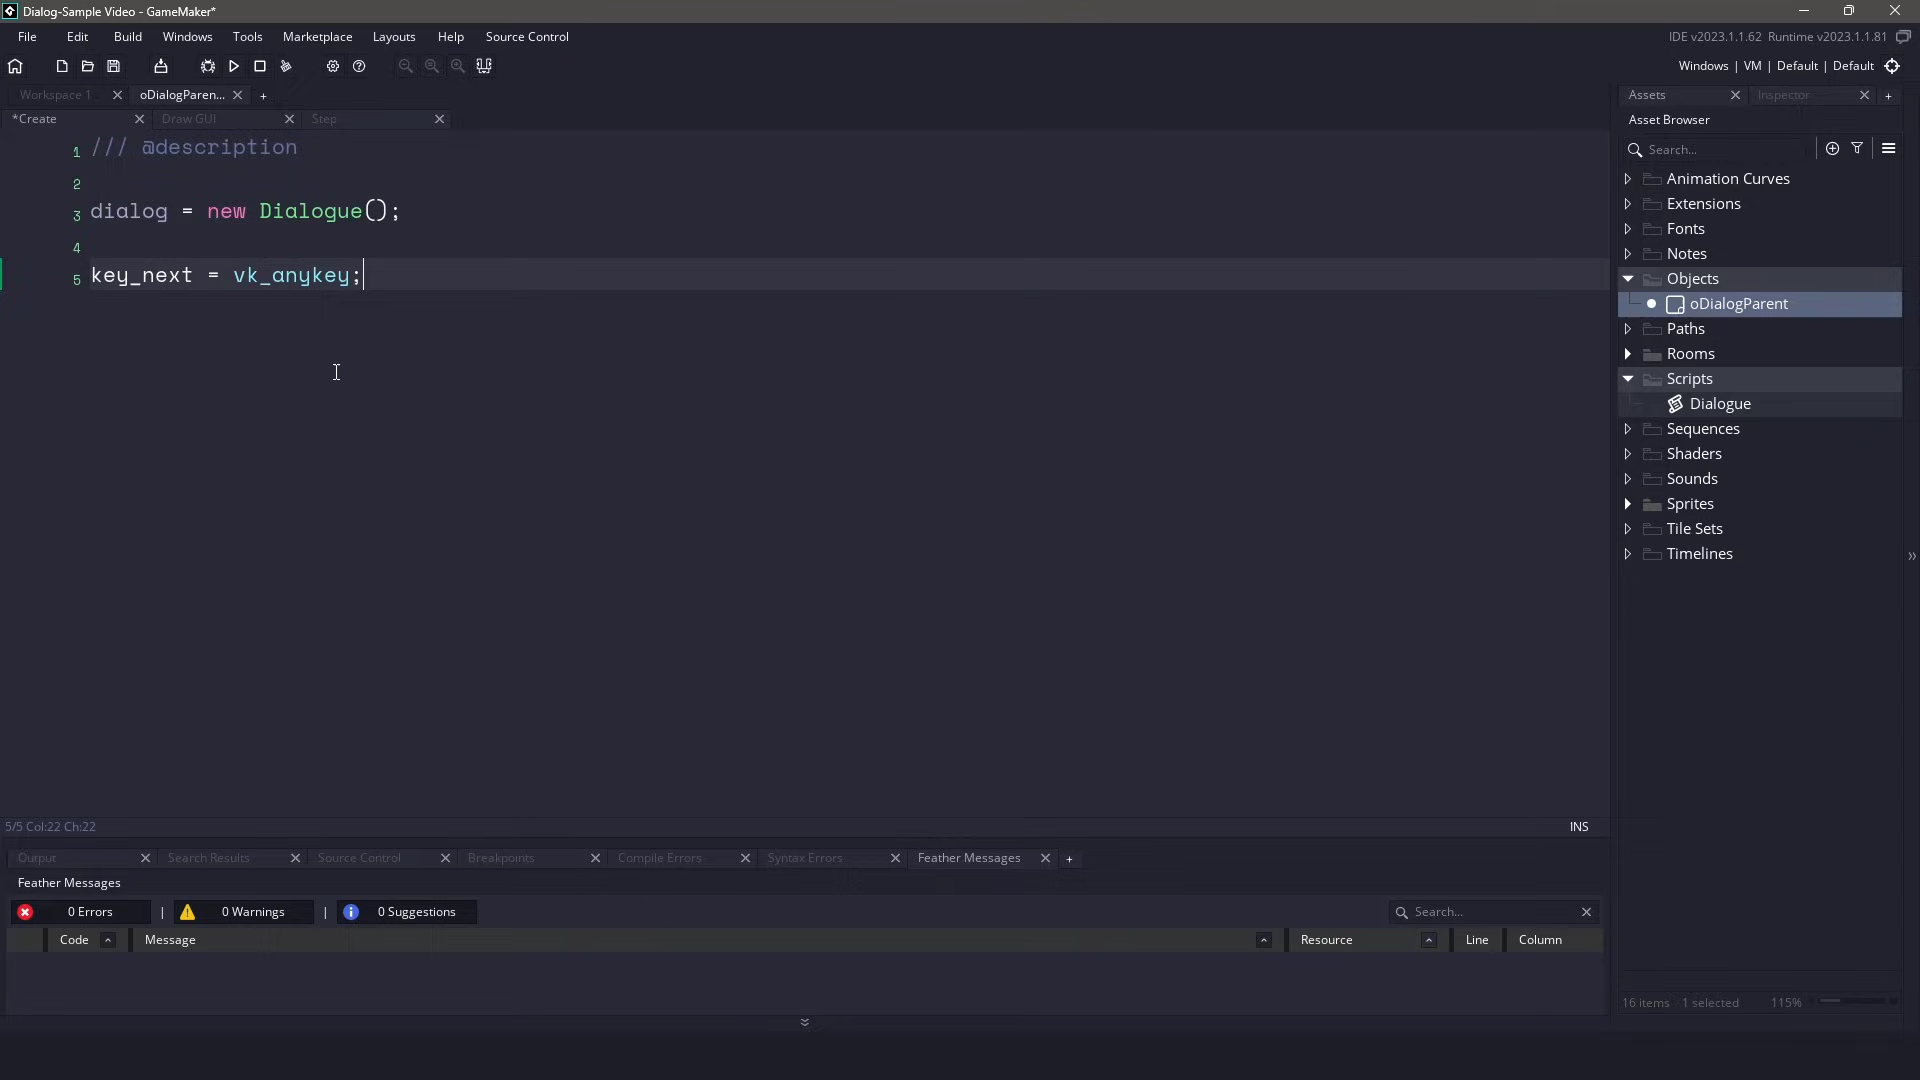 Dialog-Sample Video - GameMaker*
File Edit Build Windows Tools Marketplace Layouts Help Source Control
IDE v2023.1.1.62 Runtime v2023.1.1.81
Windows | VM | Default | Default
Workspace 1
oDialogParen...
+
*Create
Draw GUI
Step
1 /// @description
2
3 dialog = new Dialogue();
4
5 key_next = vk_anykey;
5/5 Col:22 Ch:22
INS
Output
Search Results
Source Control
Breakpoints
Compile Errors
Syntax Errors
Feather Messages
+
Feather Messages
0 Errors | 0 Warnings | 0 Suggestions
Search...
Code
Message
Resource
Line
Column
Assets
Inspector
+
Asset Browser
Search...
Animation Curves
Extensions
Fonts
Notes
Objects
oDialogParent
Paths
Rooms
Scripts
Dialogue
Sequences
Shaders
Sounds
Sprites
Tile Sets
Timelines
16 items 1 selected 115%